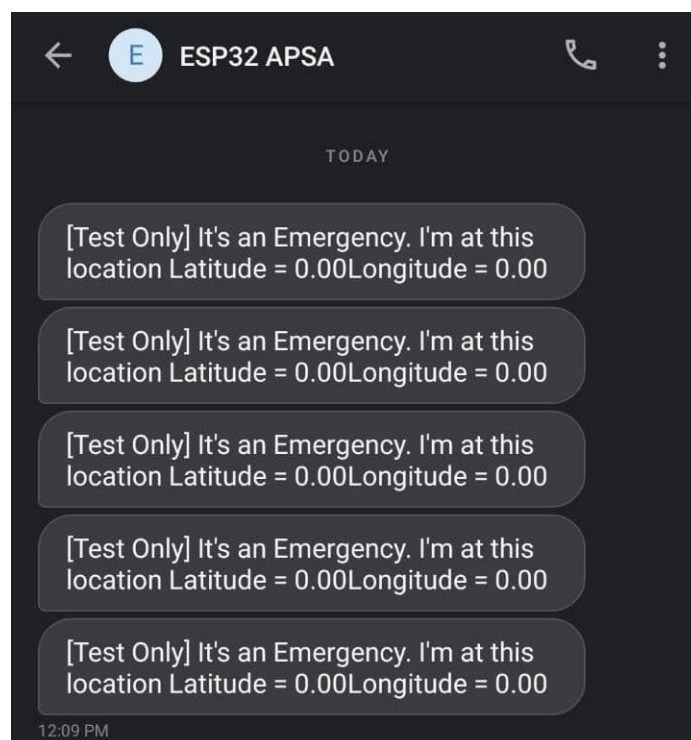 E ESP32 APSA
TODAY
[Test Only] It's an Emergency. I'm at this
location Latitude = 0.00Longitude = 0.00
[Test Only] It's an Emergency. I'm at this
location Latitude = 0.00Longitude = 0.00
[Test Only] It's an Emergency. I'm at this
location Latitude = 0.00Longitude = 0.00
[Test Only] It's an Emergency. I'm at this
location Latitude = 0.00Longitude = 0.00
[Test Only] It's an Emergency. I'm at this
location Latitude = 0.00Longitude = 0.00
12:09 PM